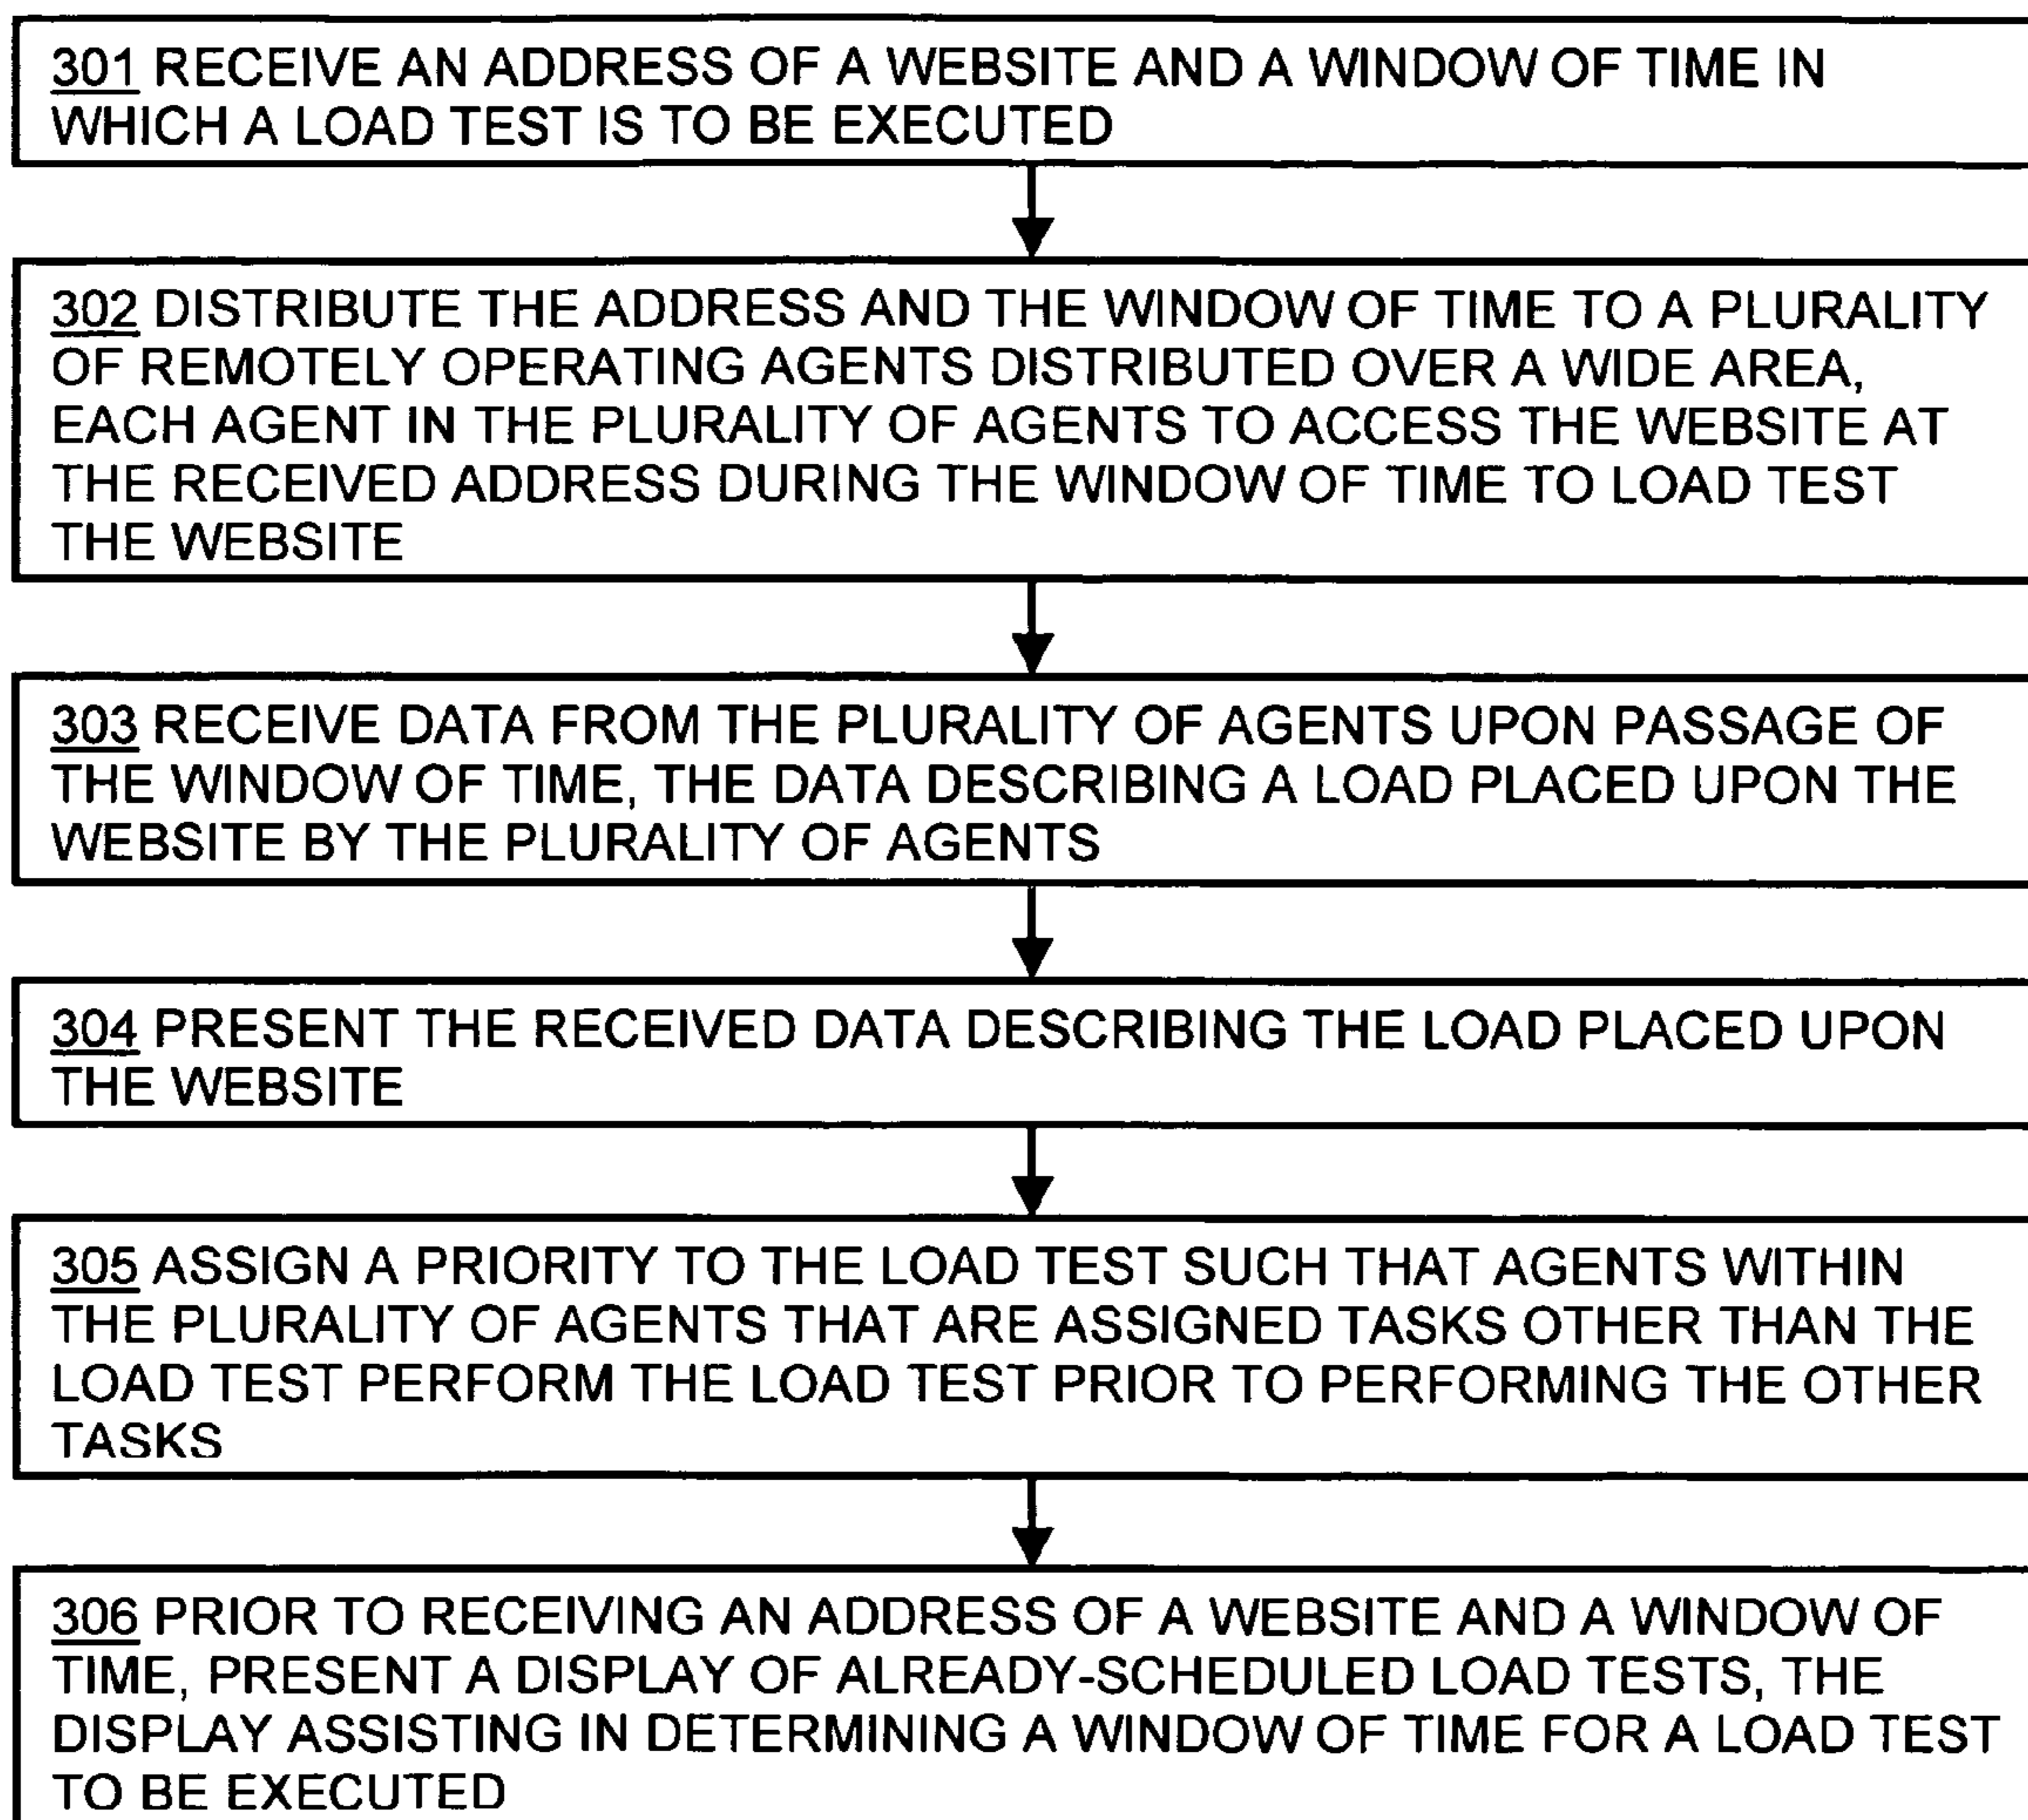 301 RECEIVE AN ADDRESS OF A WEBSITE AND A WINDOW OF TIME IN
WHICH A LOAD TEST IS TO BE EXECUTED
302 DISTRIBUTE THE ADDRESS AND THE WINDOW OF TIME TO A PLURALITY
OF REMOTELY OPERATING AGENTS DISTRIBUTED OVER A WIDE AREA,
EACH AGENT IN THE PLURALITY OF AGENTS TO ACCESS THE WEBSITE AT
THE RECEIVED ADDRESS DURING THE WINDOW OF TIME TO LOAD TEST
THE WEBSITE
303 RECEIVE DATA FROM THE PLURALITY OF AGENTS UPON PASSAGE OF
THE WINDOW OF TIME, THE DATA DESCRIBING A LOAD PLACED UPON THE
WEBSITE BY THE PLURALITY OF AGENTS
304 PRESENT THE RECEIVED DATA DESCRIBING THE LOAD PLACED UPON
THE WEBSITE
305 ASSIGN A PRIORITY TO THE LOAD TEST SUCH THAT AGENTS WITHIN
THE PLURALITY OF AGENTS THAT ARE ASSIGNED TASKS OTHER THAN THE
LOAD TEST PERFORM THE LOAD TEST PRIOR TO PERFORMING THE OTHER
TASKS
306 PRIOR TO RECEIVING AN ADDRESS OF A WEBSITE AND A WINDOW OF
TIME, PRESENT A DISPLAY OF ALREADY-SCHEDULED LOAD TESTS, THE
DISPLAY ASSISTING IN DETERMINING A WINDOW OF TIME FOR A LOAD TEST
TO BE EXECUTED